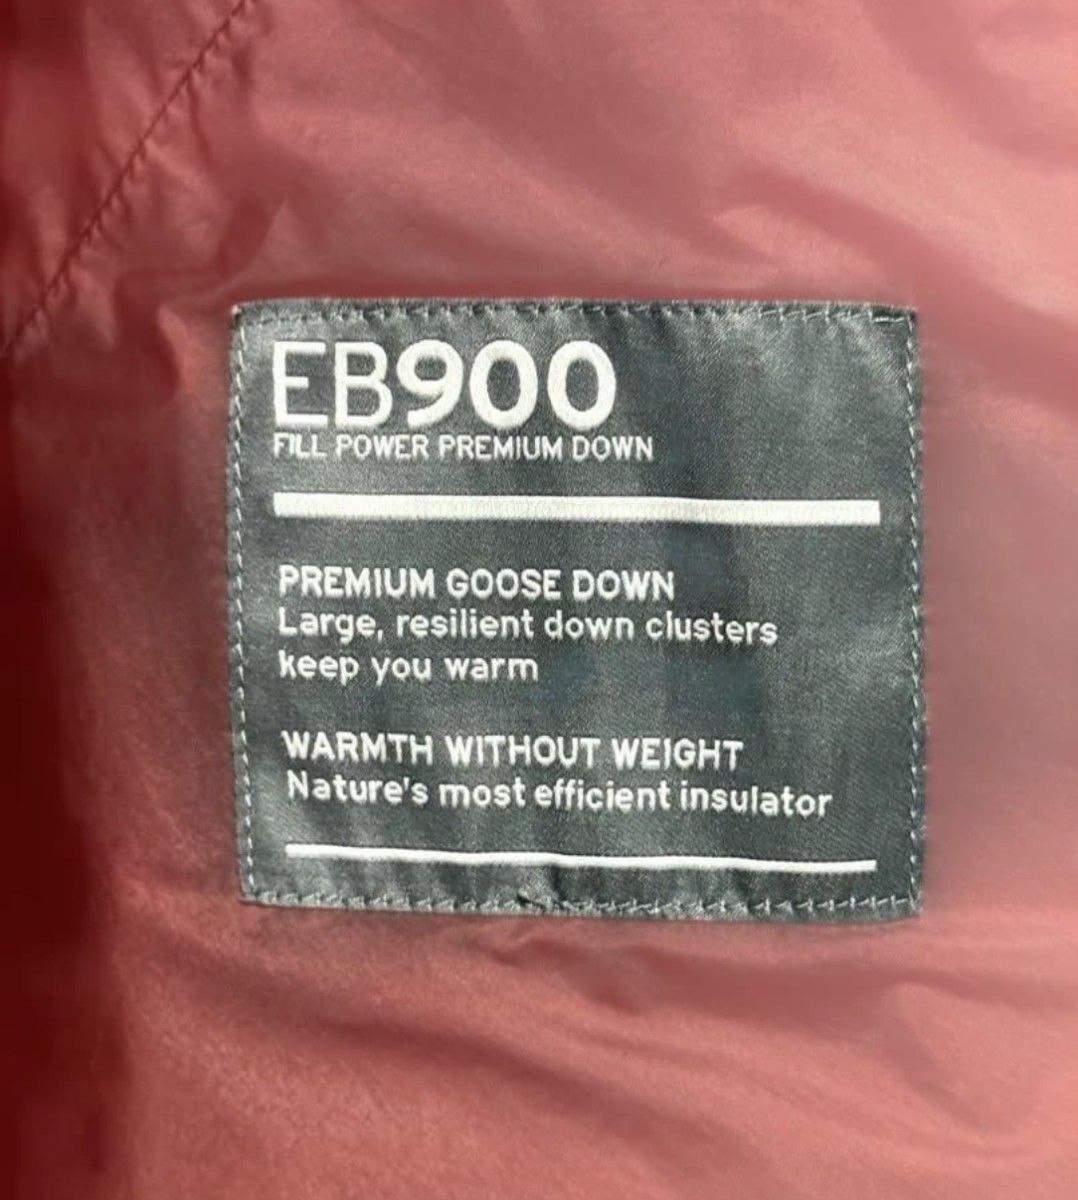 EB900
FILL POWER PREMIUM DOWN
PREMIUM GOOSE DOWN
Large, resilient down clusters
keep you warm
WARMTH WITHOUT WEIGHT
Nature's most efficient insulator